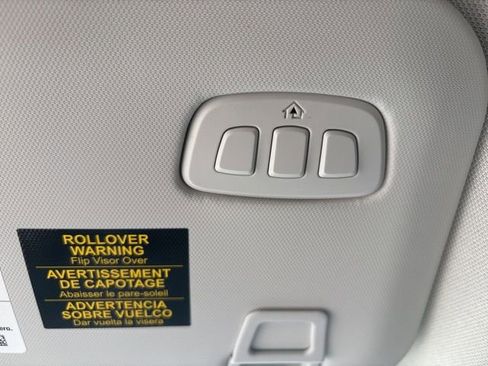 ROLLOVER
WARNING
Flip Visor Over
AVERTISSEMENT
DE CAPOTAGE
Abaisser le pare-soleil
ADVERTENCIA
SOBRE VUELCO
Dar vuelta la visera